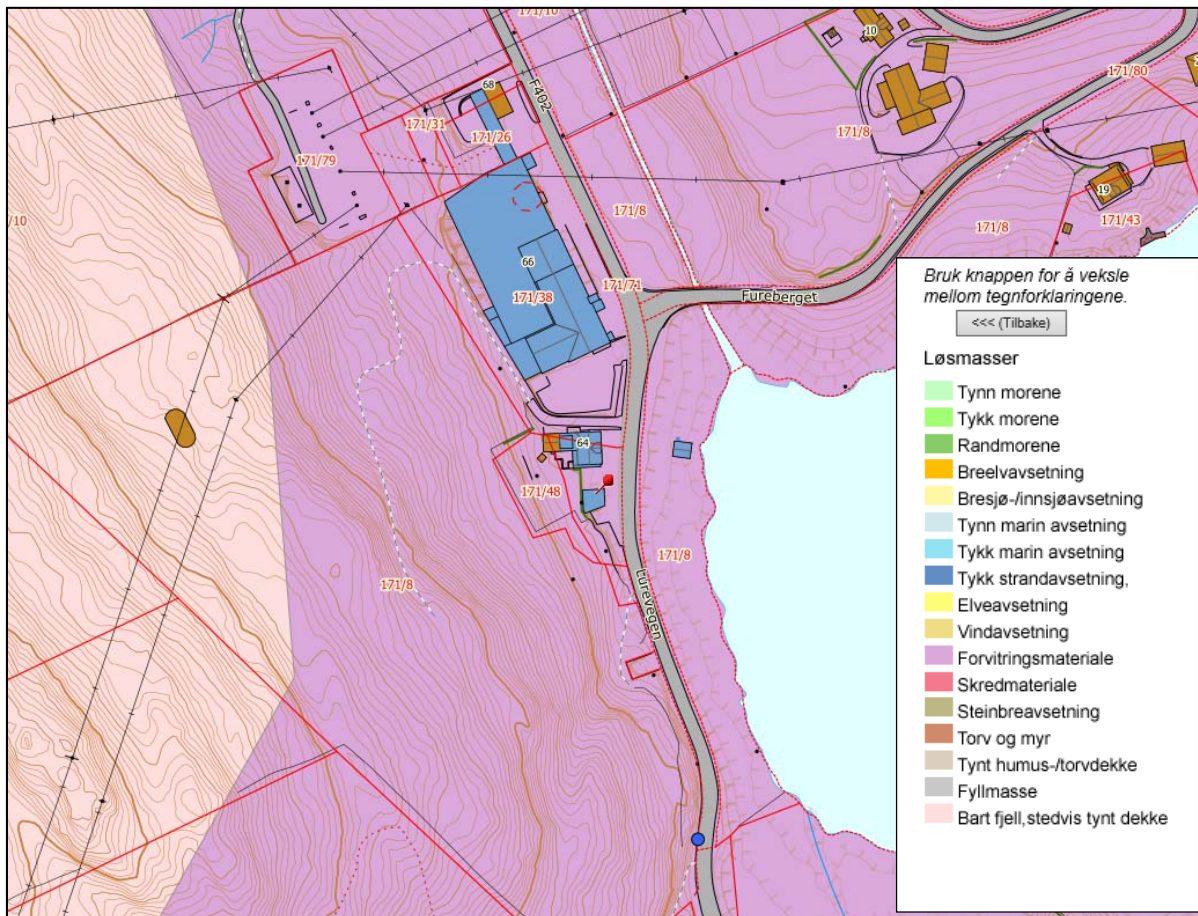 171/10
68
F402
10
171/80
171/31
171/26
171/8
171/79
19
/10
171/8
171/43
171/8
66
171/38
171/71
Fureberget
64
171/48
171/8
171/8
Lurevegen
Bruk knappen for å veksle
mellom tegnforklaringene.
<<< (Tilbake)
Løsmasser
Tynn morene
Tykk morene
Randmorene
Breelvavsetning
Bresjø-/innsjøavsetning
Tynn marin avsetning
Tykk marin avsetning
Tykk strandavsetning,
Elveavsetning
Vindavsetning
Forvitringsmateriale
Skredmateriale
Steinbreavsetning
Torv og myr
Tynt humus-/torvdekke
Fyllmasse
Bart fjell,stedvis tynt dekke